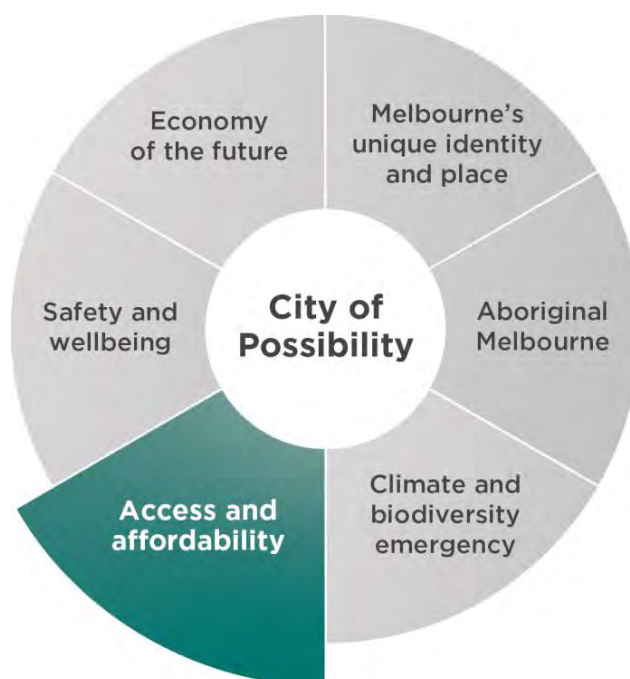 Economy
of the future
Melbourne's
unique identity
and place
Safety and
wellbeing
City of
Possibility
Aboriginal
Melbourne
Access and
affordability
Climate and
biodiversity
emergency